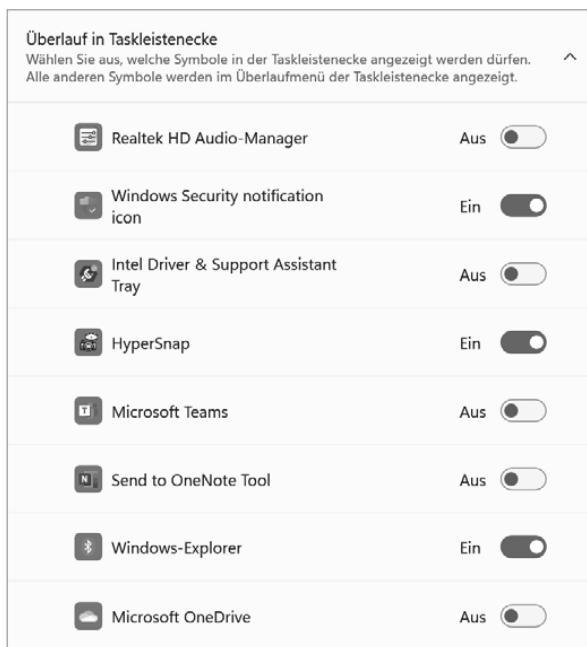 Überlauf in Taskleistenecke
Wählen Sie aus, welche Symbole in der Taskleistenecke angezeigt werden dürfen.
Alle anderen Symbole werden im Überlaufmenü der Taskleistenecke angezeigt.
Realtek HD Audio-Manager Aus
Windows Security notification
icon Ein
Intel Driver & Support Assistant
Tray Aus
HyperSnap Ein
Microsoft Teams Aus
Send to OneNote Tool Aus
Windows-Explorer Ein
Microsoft OneDrive Aus